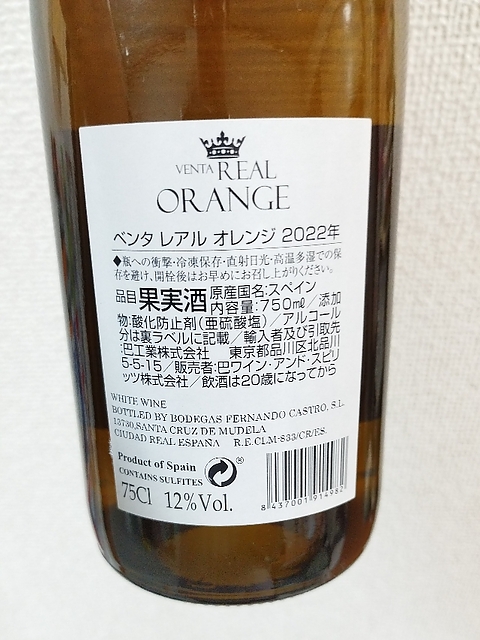 VENTA REAL
ORANGE
ベンタ レアル オレンジ 2022年
◆瓶への衝撃・冷凍保存・直射日光・高温多湿での保
存を避け、開栓後はお早めにお召し上がりください。
品目 果実酒 原産国名:スペイン
内容量:750mℓ/添加
物:酸化防止剤(亜硫酸塩)/アルコール
分は裏ラベルに記載/輸入者及び引取先
:巴工業株式会社 東京都品川区北品川
5-5-15/販売者:巴ワイン・アンド・スピリ
ッツ株式会社/飲酒は20歳になってから
WHITE WINE
BOTTLED BY BODEGAS FERNANDO CASTRO, S.L.
13730,SANTA CRUZ DE MUDELA
CIUDAD REAL ESPAÑA R.E.CLM-833/CR/ES.
Product of Spain ®
CONTAINS SULFITES
75Cl 12%Vol.
8 437001 914982